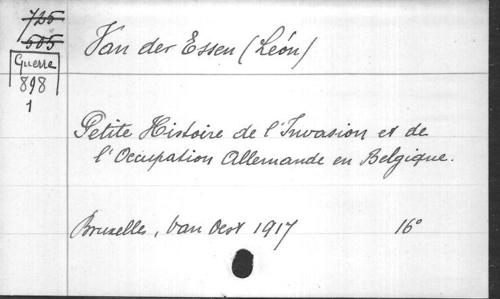 725
505
Guerre
898
1
Van der Essen (Léon)
Petite Histoire de l'Invasion et de
l'Occupation Allemande en Belgique.
Bruxelles, Van Oest 1917 16°